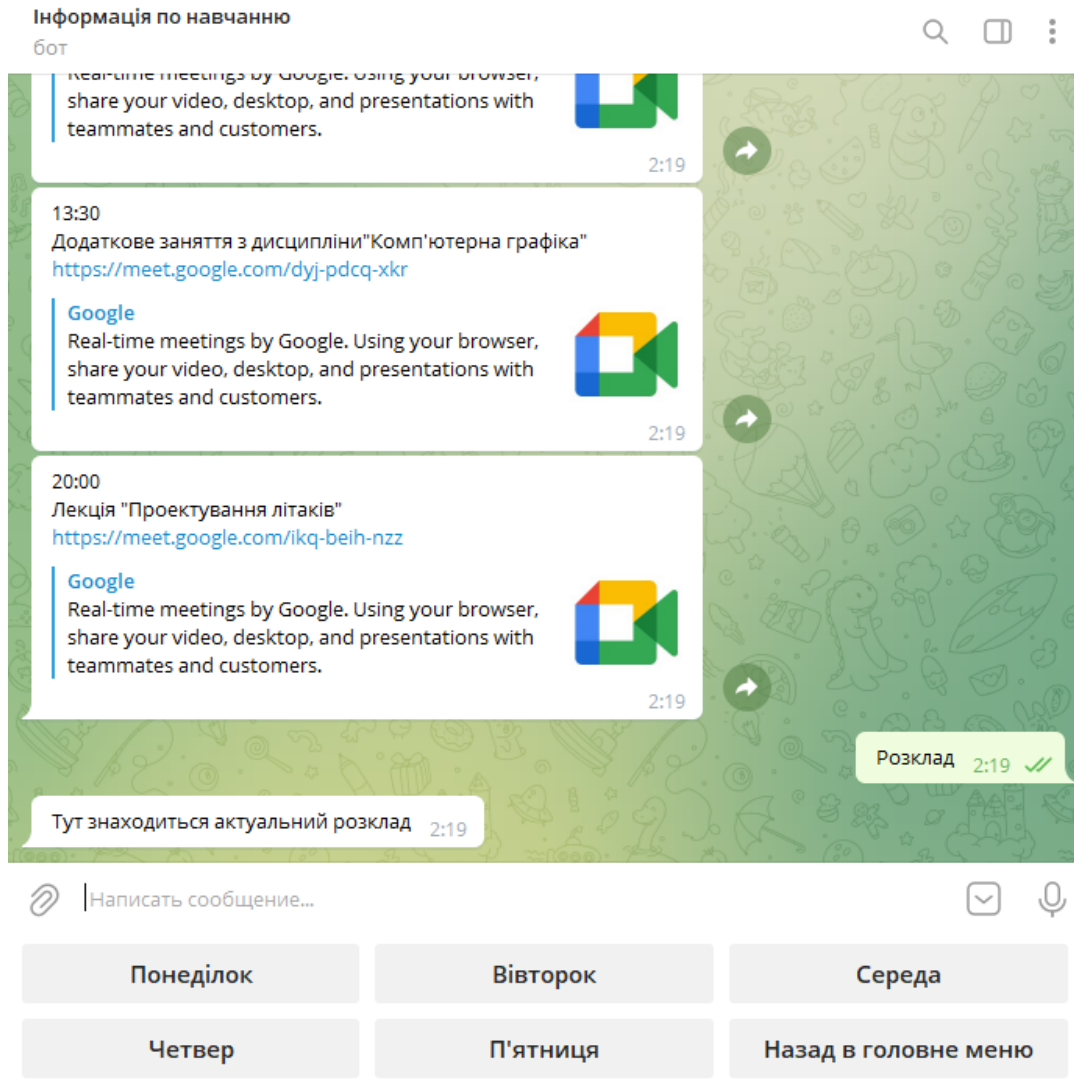 Інформація по навчанню
бот
Real-time meetings by Google. Using your browser,
share your video, desktop, and presentations with
teammates and customers.
2:19
13:30
Додаткове заняття з дисципліни"Комп'ютерна графіка"
https://meet.google.com/dyj-pdcq-xkr
Google
Real-time meetings by Google. Using your browser,
share your video, desktop, and presentations with
teammates and customers.
2:19
20:00
Лекція "Проектування літаків"
https://meet.google.com/ikq-beih-nzz
Google
Real-time meetings by Google. Using your browser,
share your video, desktop, and presentations with
teammates and customers.
2:19
Розклад 2:19
Тут знаходиться актуальний розклад 2:19
Написать сообщение...
Понеділок Вівторок Середа
Четвер П'ятниця Назад в головне меню